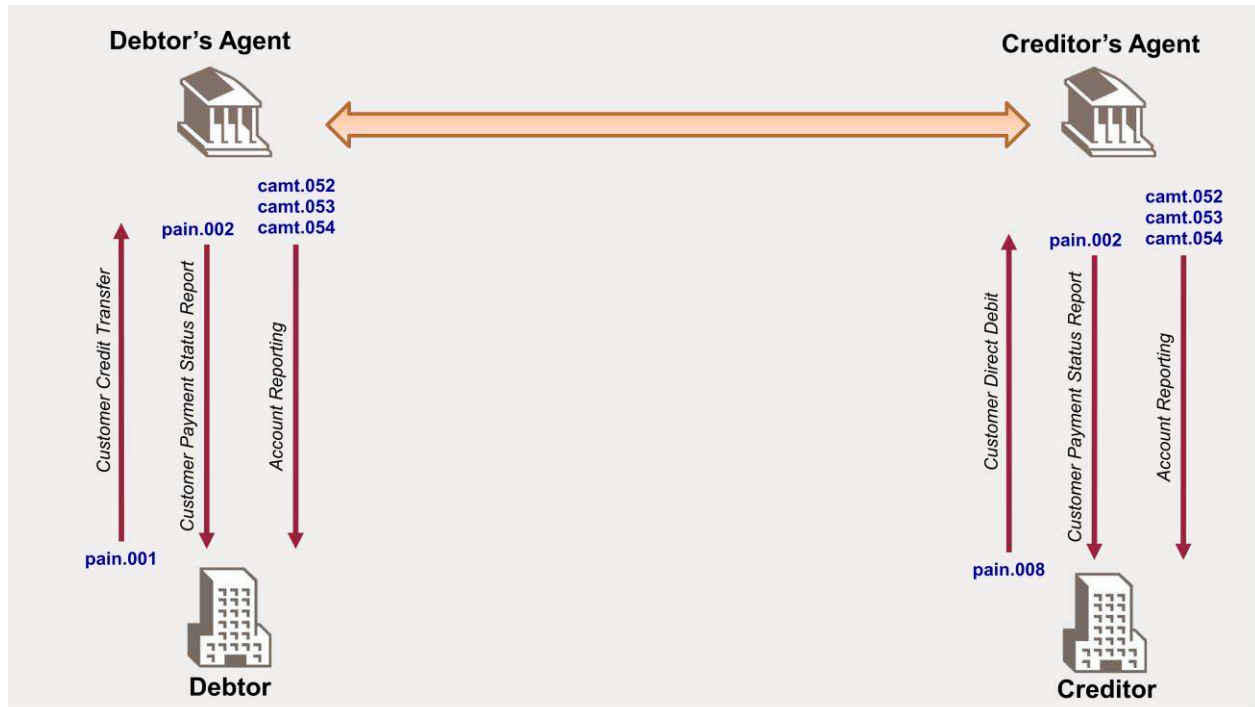 Debtor's Agent
Creditor's Agent
camt.052
camt.053
camt.054
pain.002
Customer Credit Transfer
Customer Payment Status Report
Account Reporting
pain.001
Debtor
camt.052
camt.053
camt.054
pain.002
Customer Direct Debit
Customer Payment Status Report
Account Reporting
pain.008
Creditor